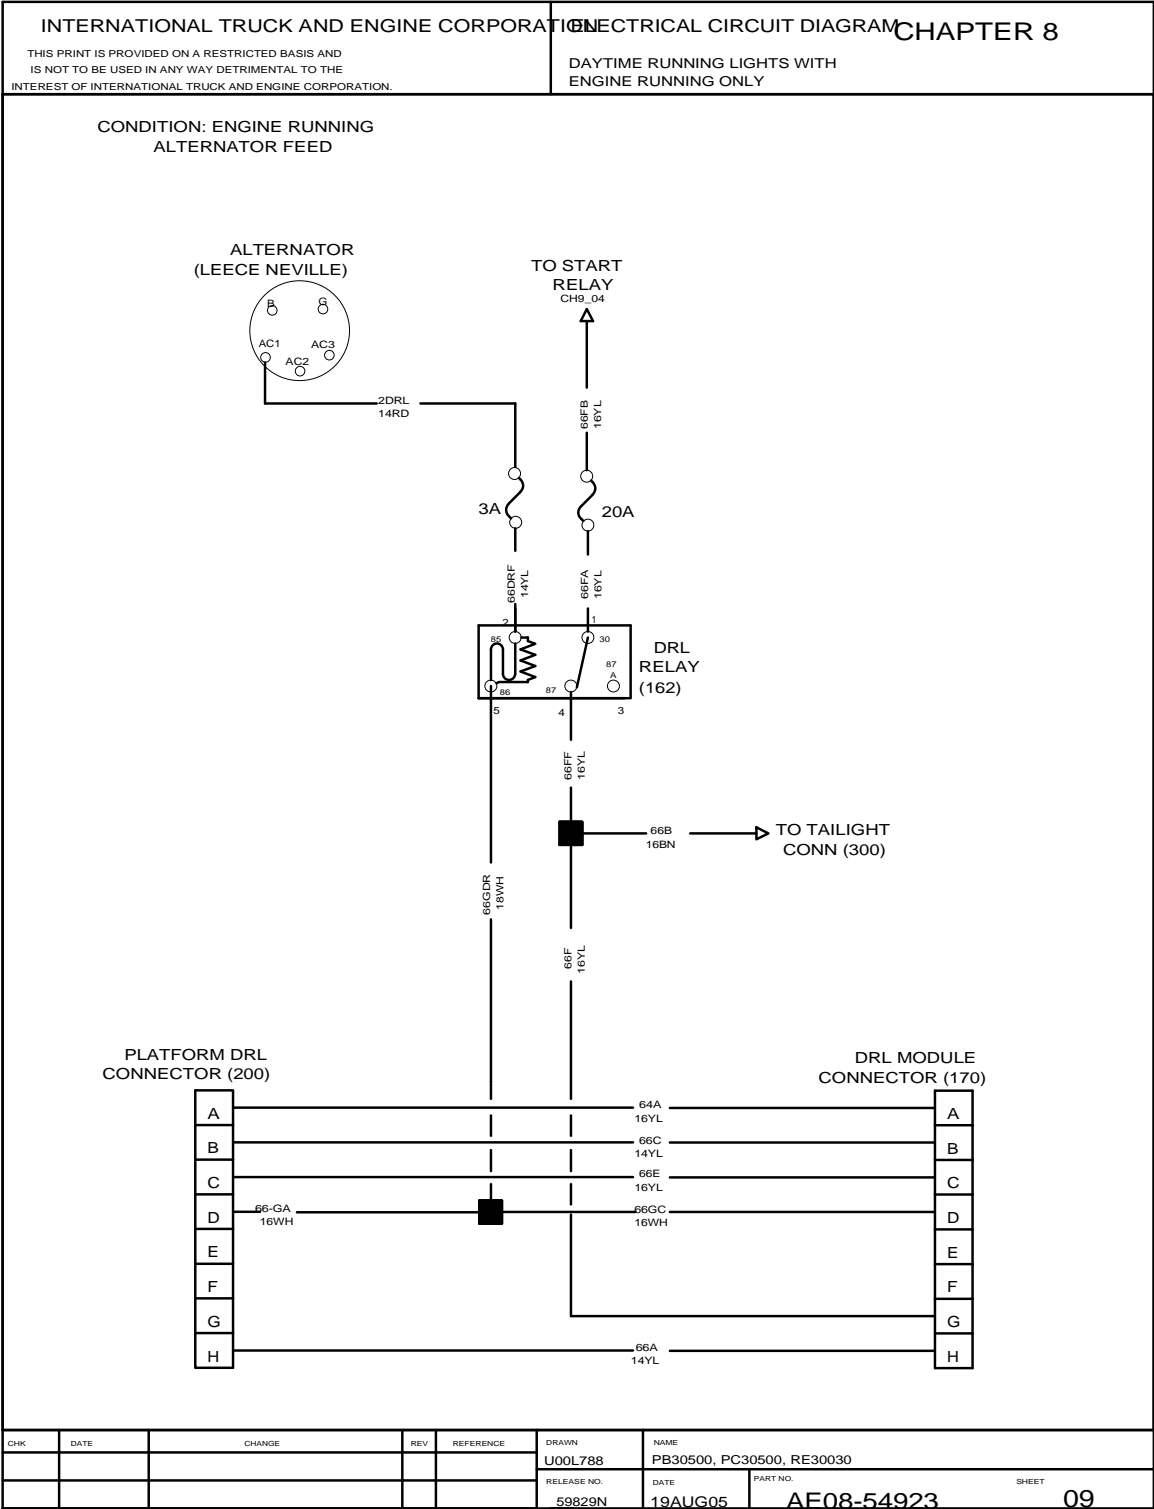 INTERNATIONAL TRUCK AND ENGINE CORPORATION
THIS PRINT IS PROVIDED ON A RESTRICTED BASIS AND
IS NOT TO BE USED IN ANY WAY DETRIMENTAL TO THE
INTEREST OF INTERNATIONAL TRUCK AND ENGINE CORPORATION.
ELECTRICAL CIRCUIT DIAGRAM
CHAPTER 8
DAYTIME RUNNING LIGHTS WITH
ENGINE RUNNING ONLY
CONDITION: ENGINE RUNNING
ALTERNATOR FEED
ALTERNATOR
(LEECE NEVILLE)
B
G
AC1
AC2
AC3
TO START
RELAY
CH9_04
2DRL
14RD
66FB
16YL
3A
20A
66DRF
14YL
66FA
16YL
2
1
85
30
87
A
86
87
5
4
3
DRL
RELAY
(162)
66FF
16YL
66B
16BN
TO TAILIGHT
CONN (300)
66GDR
18WH
66F
16YL
PLATFORM DRL
CONNECTOR (200)
DRL MODULE
CONNECTOR (170)
A
64A
16YL
A
B
66C
14YL
B
C
66E
16YL
C
D
66-GA
16WH
66GC
16WH
D
E
E
F
F
G
G
H
66A
14YL
H
CHK
DATE
CHANGE
REV
REFERENCE
DRAWN
U00L788
NAME
PB30500, PC30500, RE30030
RELEASE NO.
59829N
DATE
19AUG05
PART NO.
AE08-54923
SHEET
09